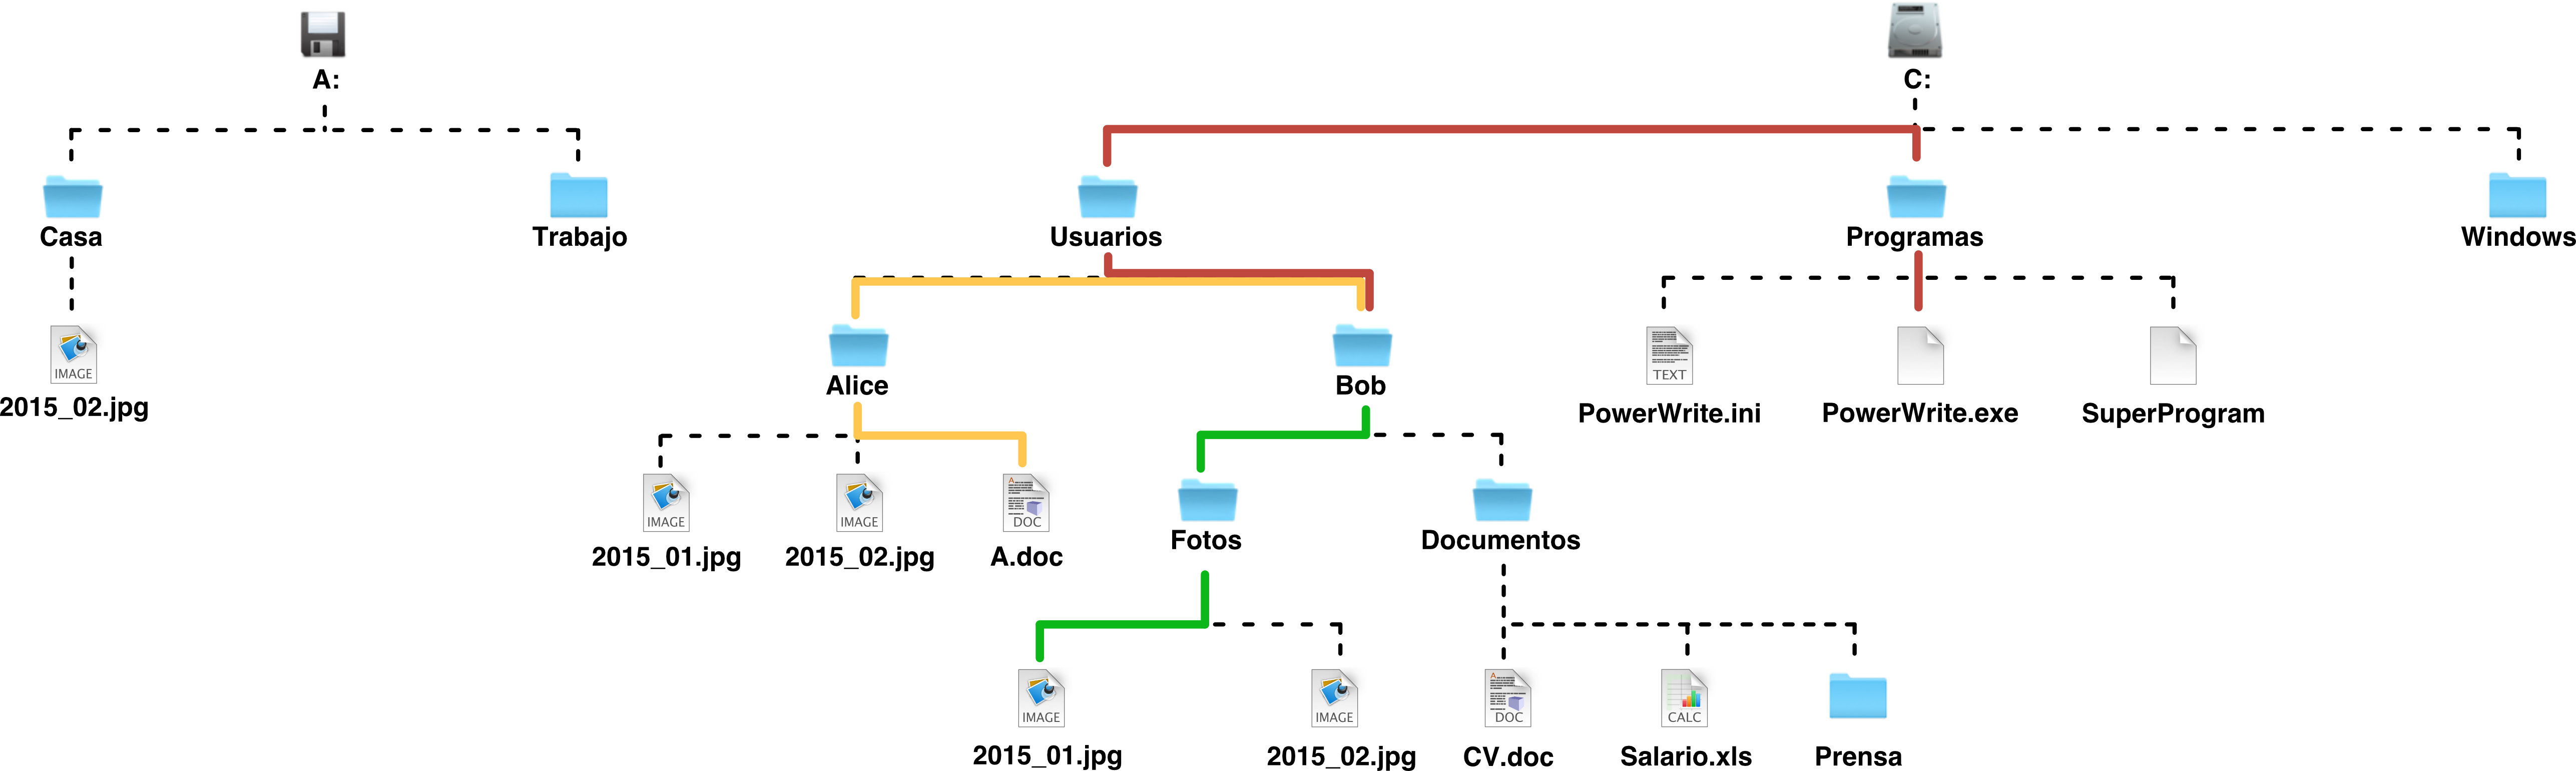 A:
C:
Casa
Trabajo
Usuarios
Programas
Windows
IMAGE
2015_02.jpg
Alice
Bob
TEXT
PowerWrite.ini
PowerWrite.exe
SuperProgram
IMAGE
2015_01.jpg
IMAGE
2015_02.jpg
DOC
A.doc
Fotos
Documentos
IMAGE
2015_01.jpg
IMAGE
2015_02.jpg
DOC
CV.doc
CALC
Salario.xls
Prensa